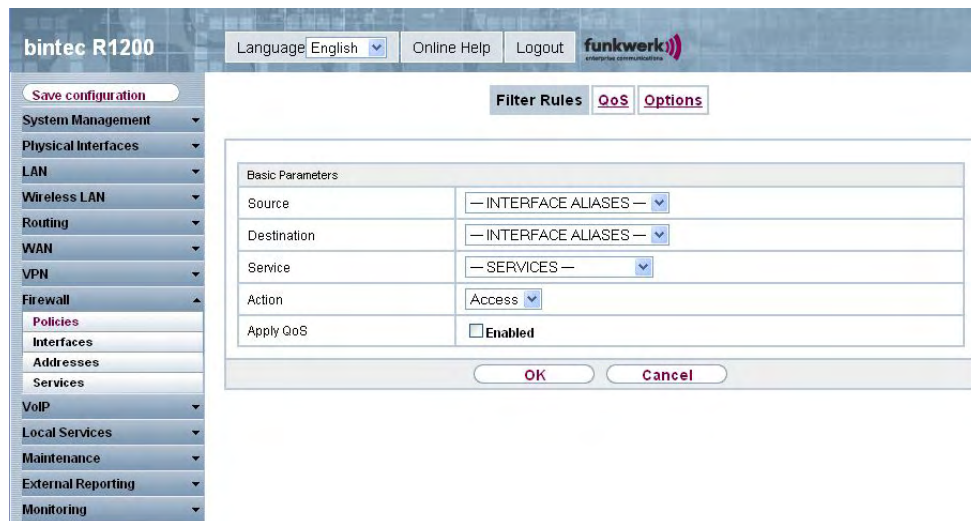 bintec R1200
Language English
Online Help
Logout
funkwerk
enterprise communications
Save configuration
System Management
Physical Interfaces
LAN
Wireless LAN
Routing
WAN
VPN
Firewall
Policies
Interfaces
Addresses
Services
VoIP
Local Services
Maintenance
External Reporting
Monitoring
Filter Rules
QoS
Options
Basic Parameters
Source — INTERFACE ALIASES —
Destination — INTERFACE ALIASES —
Service — SERVICES —
Action Access
Apply QoS Enabled
OK
Cancel